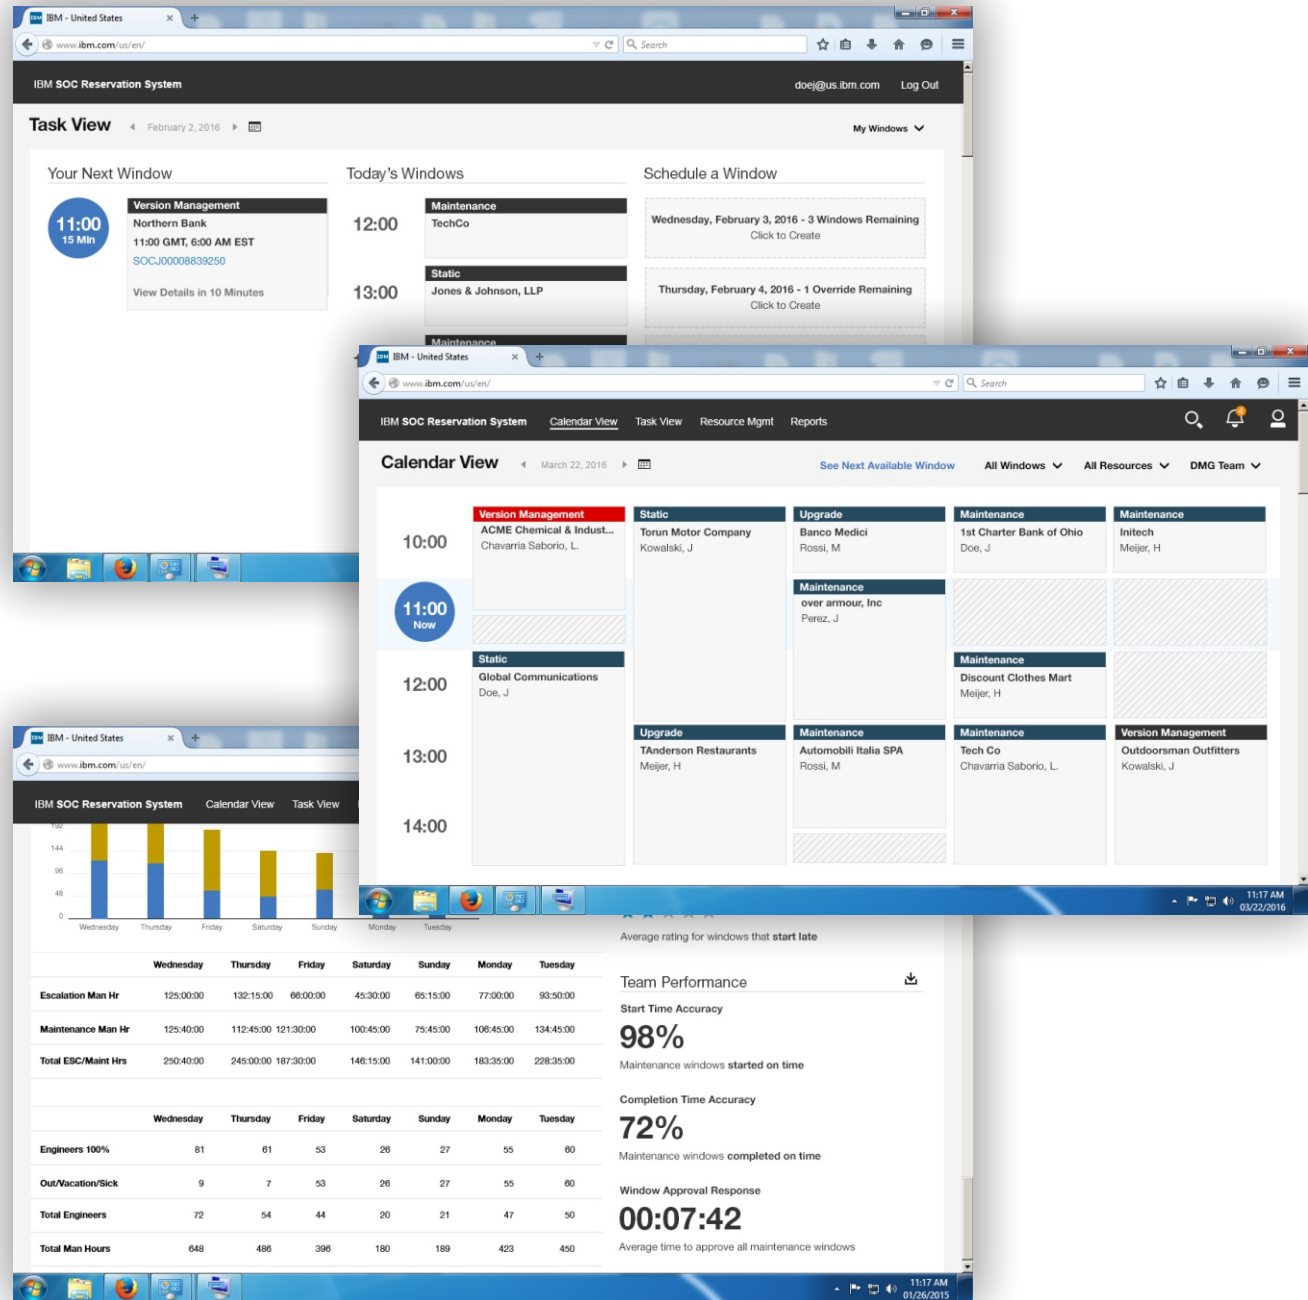 IBM - United States
www.ibm.com/us/en/
Search
IBM SOC Reservation System
doej@us.ibm.com
Log Out
Task View
February 2, 2016
My Windows
Your Next Window
11:00
15 Min
Version Management
Northern Bank
11:00 GMT, 6:00 AM EST
SOCJ00008839250
View Details in 10 Minutes
Today's Windows
12:00
Maintenance
TechCo
13:00
Static
Jones & Johnson, LLP
Maintenance
Schedule a Window
Wednesday, February 3, 2016 - 3 Windows Remaining
Click to Create
Thursday, February 4, 2016 - 1 Override Remaining
Click to Create
IBM - United States
www.ibm.com/us/en/
Search
IBM SOC Reservation System
Calendar View
Task View
Resource Mgmt
Reports
4
Calendar View
March 22, 2016
See Next Available Window
All Windows
All Resources
DMG Team
10:00
Version Management
ACME Chemical & Indust...
Chavarria Saborio, L.
Static
Torun Motor Company
Kowalski, J
Upgrade
Banco Medici
Rossi, M
Maintenance
1st Charter Bank of Ohio
Doe, J
Maintenance
Initech
Meijer, H
11:00
Now
Maintenance
over armour, Inc
Perez, J
12:00
Static
Global Communications
Doe, J
Maintenance
Discount Clothes Mart
Meijer, H
13:00
Upgrade
TAnderson Restaurants
Meijer, H
Maintenance
Automobili Italia SPA
Rossi, M
Maintenance
Tech Co
Chavarria Saborio, L.
Version Management
Outdoorsman Outfitters
Kowalski, J
14:00
11:17 AM
03/22/2016
IBM - United States
www.ibm.com/us/en/
IBM SOC Reservation System
Calendar View
Task View
192
144
96
48
0
Wednesday Thursday Friday Saturday Sunday Monday Tuesday
Wednesday Thursday Friday Saturday Sunday Monday Tuesday
Escalation Man Hr 125:00:00 132:15:00 66:00:00 45:30:00 65:15:00 77:00:00 93:50:00
Maintenance Man Hr 125:40:00 112:45:00 121:30:00 100:45:00 75:45:00 106:45:00 134:45:00
Total ESC/Maint Hrs 250:40:00 245:00:00 187:30:00 146:15:00 141:00:00 183:35:00 228:35:00
Wednesday Thursday Friday Saturday Sunday Monday Tuesday
Engineers 100% 81 61 53 26 27 55 60
Out/Vacation/Sick 9 7 53 26 27 55 60
Total Engineers 72 54 44 20 21 47 50
Total Man Hours 648 486 396 180 189 423 450
Average rating for windows that start late
Team Performance
Start Time Accuracy
98%
Maintenance windows started on time
Completion Time Accuracy
72%
Maintenance windows completed on time
Window Approval Response
00:07:42
Average time to approve all maintenance windows
11:17 AM
01/26/2015